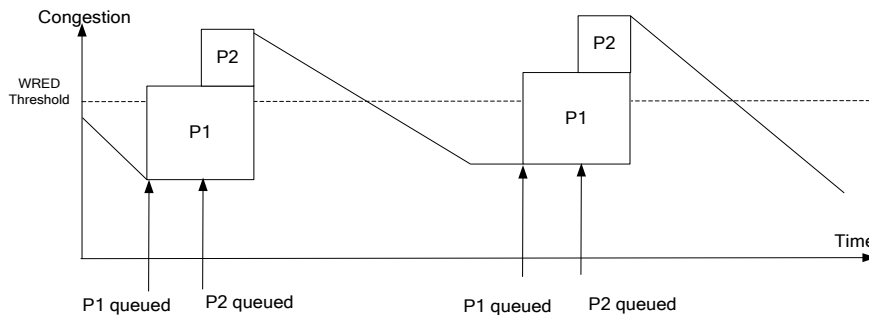 Congestion
P2
P2
WRED
Threshold
P1
P1
Time
P1 queued
P2 queued
P1 queued
P2 queued